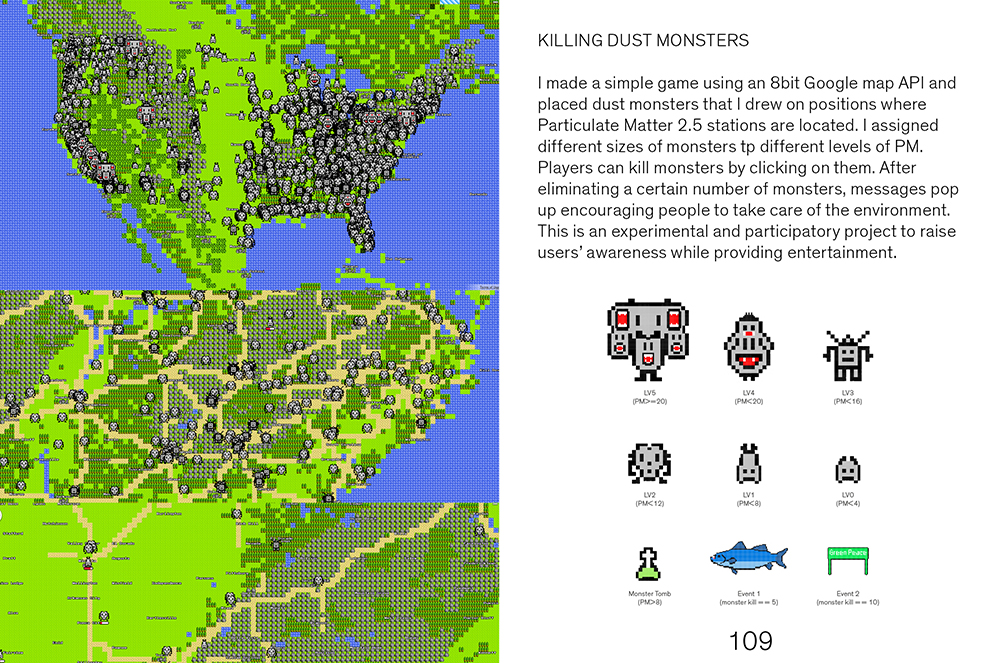 KILLING DUST MONSTERS
I made a simple game using an 8bit Google map API and
placed dust monsters that I drew on positions where
Particulate Matter 2.5 stations are located. I assigned
different sizes of monsters tp different levels of PM.
Players can kill monsters by clicking on them. After
eliminating a certain number of monsters, messages pop
up encouraging people to take care of the environment.
This is an experimental and participatory project to raise
users’ awareness while providing entertainment.
LV5
(PM>=20)
LV4
(PM<20)
LV3
(PM<16)
LV2
(PM<12)
LV1
(PM<8)
LV0
(PM<4)
Green Peace
Monster Tomb
(PM>8)
Event 1
(monster kill == 5)
Event 2
(monster kill == 10)
109